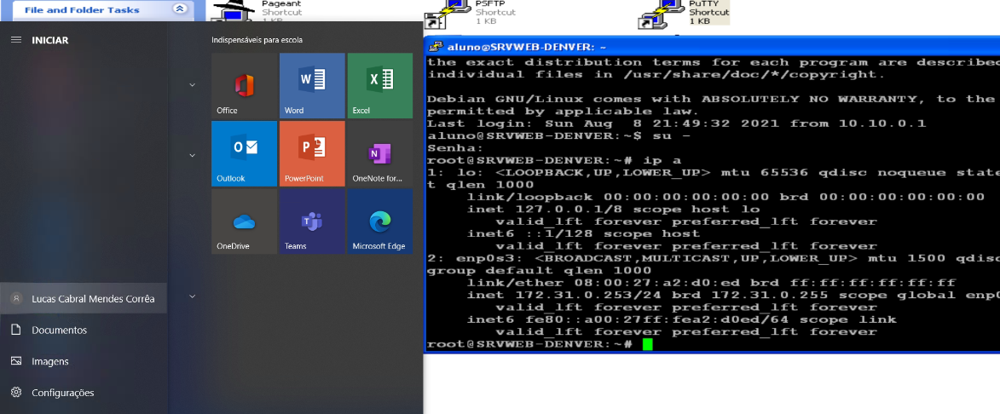 File and Folder Tasks
Pageant
Shortcut
1 KB
PSFTP
Shortcut
1 KB
PuTTY
Shortcut
1 KB
INICIAR
Indispensáveis para escola
Office
Word
Excel
Outlook
PowerPoint
OneNote for...
OneDrive
Teams
Microsoft Edge
Lucas Cabral Mendes Corrêa
Documentos
Imagens
Configurações
aluno@SRVWEB-DENVER: ~
the exact distribution terms for each program are described
individual files in /usr/share/doc/*/copyright.
Debian GNU/Linux comes with ABSOLUTELY NO WARRANTY, to the
permitted by applicable law.
Last login: Sun Aug  8 21:49:32 2021 from 10.10.0.1
aluno@SRVWEB-DENVER:~$ su -
Senha:
root@SRVWEB-DENVER:~# ip a
1: lo: <LOOPBACK,UP,LOWER_UP> mtu 65536 qdisc noqueue state
t qlen 1000
link/loopback 00:00:00:00:00:00 brd 00:00:00:00:00:00
inet 127.0.0.1/8 scope host lo
valid_lft forever preferred_lft forever
inet6 ::1/128 scope host
valid_lft forever preferred_lft forever
2: enp0s3: <BROADCAST,MULTICAST,UP,LOWER_UP> mtu 1500 qdisc
group default qlen 1000
link/ether 08:00:27:a2:d0:ed brd ff:ff:ff:ff:ff:ff
inet 172.31.0.253/24 brd 172.31.0.255 scope global enp0
valid_lft forever preferred_lft forever
inet6 fe80::a00:27ff:fea2:d0ed/64 scope link
valid_lft forever preferred_lft forever
root@SRVWEB-DENVER:~#